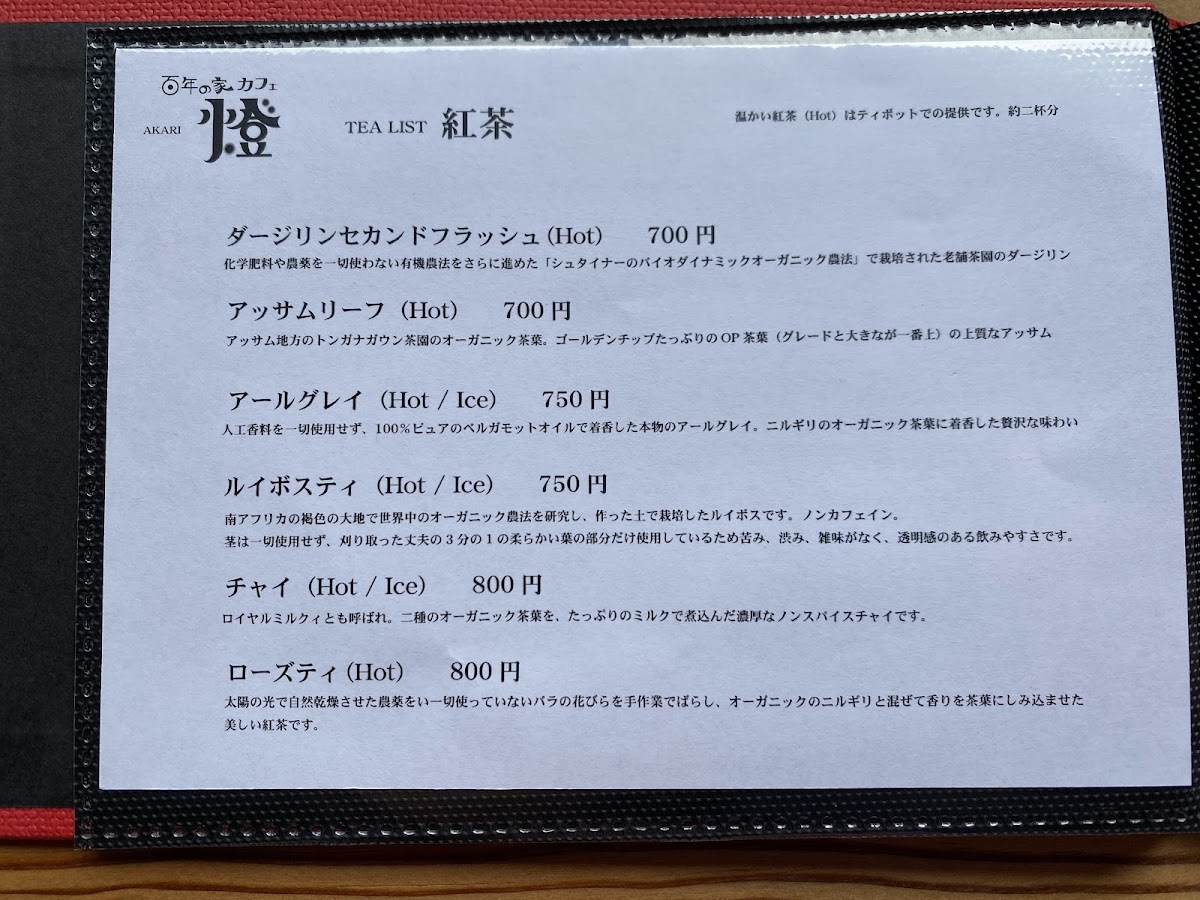 百年の家カフェ
AKARI 燈 TEA LIST 紅茶 温かい紅茶（Hot）はティポットでの提供です。約二杯分
ダージリンセカンドフラッシュ(Hot) 700円
化学肥料や農薬を一切使わない有機農法をさらに進めた「シュタイナーのバイオダイナミックオーガニック農法」で栽培された老舗茶園のダージリン
アッサムリーフ (Hot) 700円
アッサム地方のトンガナガウン茶園のオーガニック茶葉。ゴールデンチップたっぷりのOP茶葉（グレードと大きなが一番上）の上質なアッサム
アールグレイ (Hot / Ice) 750円
人工香料を一切使用せず、100%ピュアのベルガモットオイルで着香した本物のアールグレイ。ニルギリのオーガニック茶葉に着香した贅沢な味わい
ルイボスティ (Hot / Ice) 750円
南アフリカの褐色の大地で世界中のオーガニック農法を研究し、作った土で栽培したルイボスです。ノンカフェイン。
茎は一切使用せず、刈り取った丈夫の3分の1の柔らかい葉の部分だけ使用しているため苦み、渋み、雑味がなく、透明感のある飲みやすさです。
チャイ (Hot / Ice) 800円
ロイヤルミルクィとも呼ばれ。二種のオーガニック茶葉を、たっぷりのミルクで煮込んだ濃厚なノンスパイスチャイです。
ローズティ(Hot) 800円
太陽の光で自然乾燥させた農薬をい一切使っていないバラの花びらを手作業でばらし、オーガニックのニルギリと混ぜて香りを茶葉にしみ込ませた
美しい紅茶です。